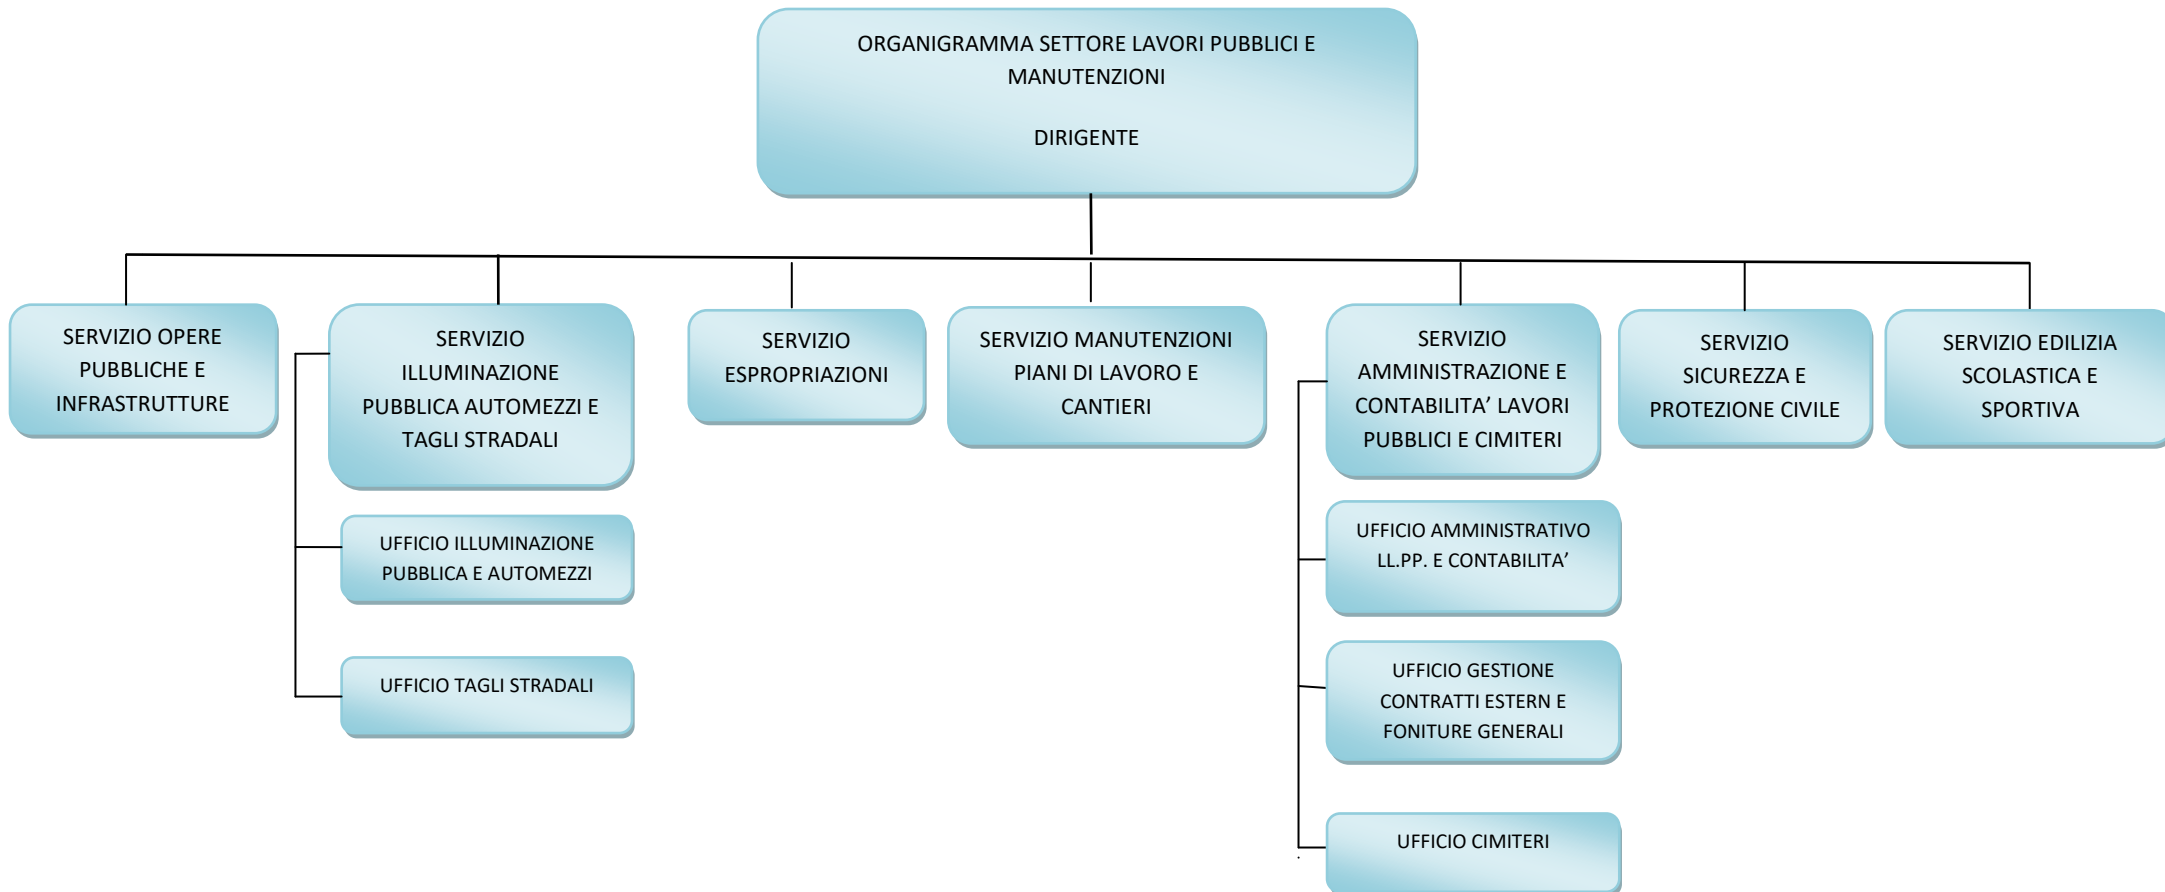 ORGANIGRAMMA SETTORE LAVORI PUBBLICI E
MANUTENZIONI
DIRIGENTE
SERVIZIO OPERE
PUBBLICHE E
INFRASTRUTTURE
SERVIZIO
ILLUMINAZIONE
PUBBLICA AUTOMEZZI E
TAGLI STRADALI
SERVIZIO
ESPROPRIAZIONI
SERVIZIO MANUTENZIONI
PIANI DI LAVORO E
CANTIERI
SERVIZIO
AMMINISTRAZIONE E
CONTABILITA’ LAVORI
PUBBLICI E CIMITERI
SERVIZIO
SICUREZZA E
PROTEZIONE CIVILE
SERVIZIO EDILIZIA
SCOLASTICA E
SPORTIVA
UFFICIO ILLUMINAZIONE
PUBBLICA E AUTOMEZZI
UFFICIO TAGLI STRADALI
UFFICIO AMMINISTRATIVO
LL.PP. E CONTABILITA’
UFFICIO GESTIONE
CONTRATTI ESTERN E
FONITURE GENERALI
UFFICIO CIMITERI